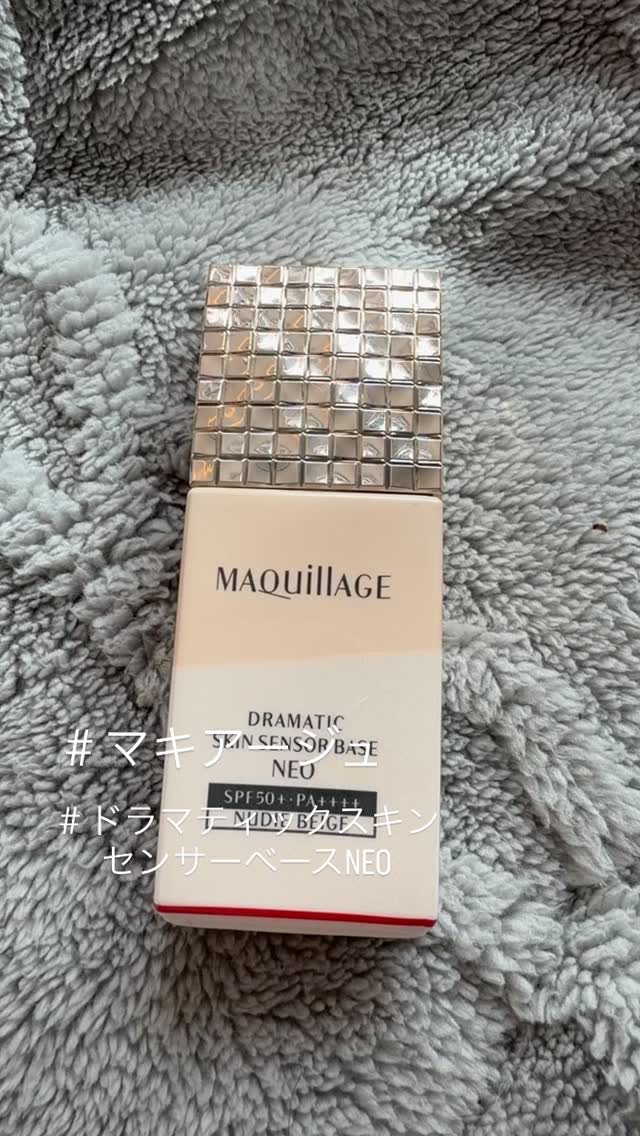 MAQuillAGE
DRAMATIC
SKIN SENSOR BASE
NEO
SPF50+・PA++++
NUDIE BEIGE
#マキアージュ
#ドラマティックスキン
センサーベースNEO